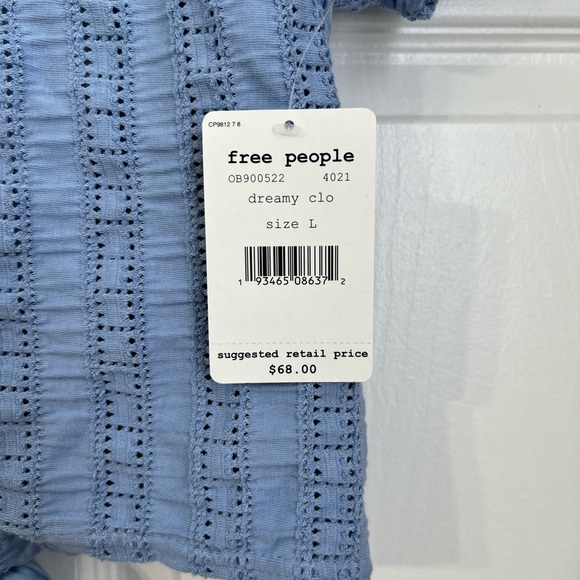 CP9812 7 8
free people
OB900522 4021
dreamy clo
size L
1 93465 08637 2
suggested retail price
$68.00